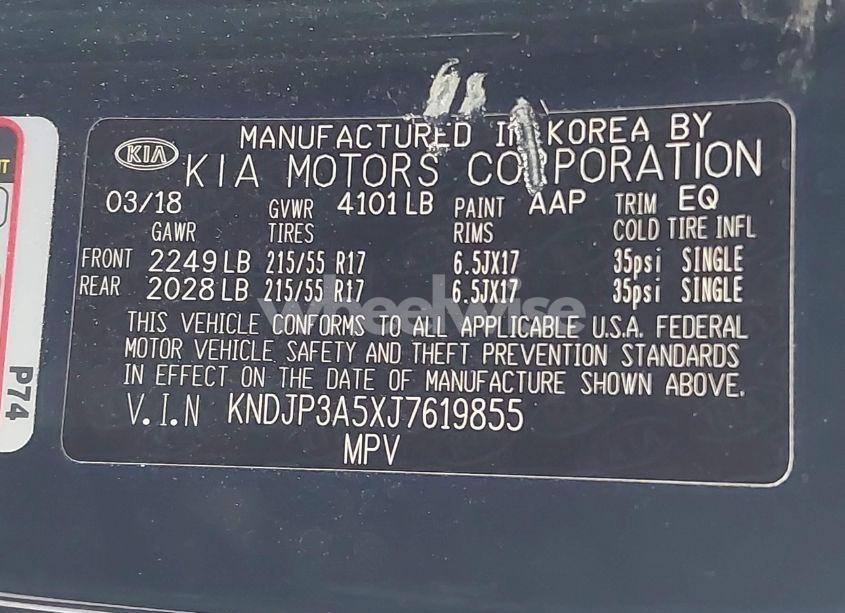 MANUFACTURED IN KOREA BY
KIA KIA MOTORS CORPORATION
03/18 GVWR 4101 LB PAINT AAP TRIM EQ
GAWR TIRES RIMS COLD TIRE INFL
FRONT 2249 LB 215/55 R17 6.5JX17 35psi SINGLE
REAR 2028 LB 215/55 R17 6.5JX17 35psi SINGLE
wheelwise
THIS VEHICLE CONFORMS TO ALL APPLICABLE U.S.A. FEDERAL
MOTOR VEHICLE SAFETY AND THEFT PREVENTION STANDARDS
IN EFFECT ON THE DATE OF MANUFACTURE SHOWN ABOVE.
V.I.N KNDJP3A5XJ7619855
MPV
P74